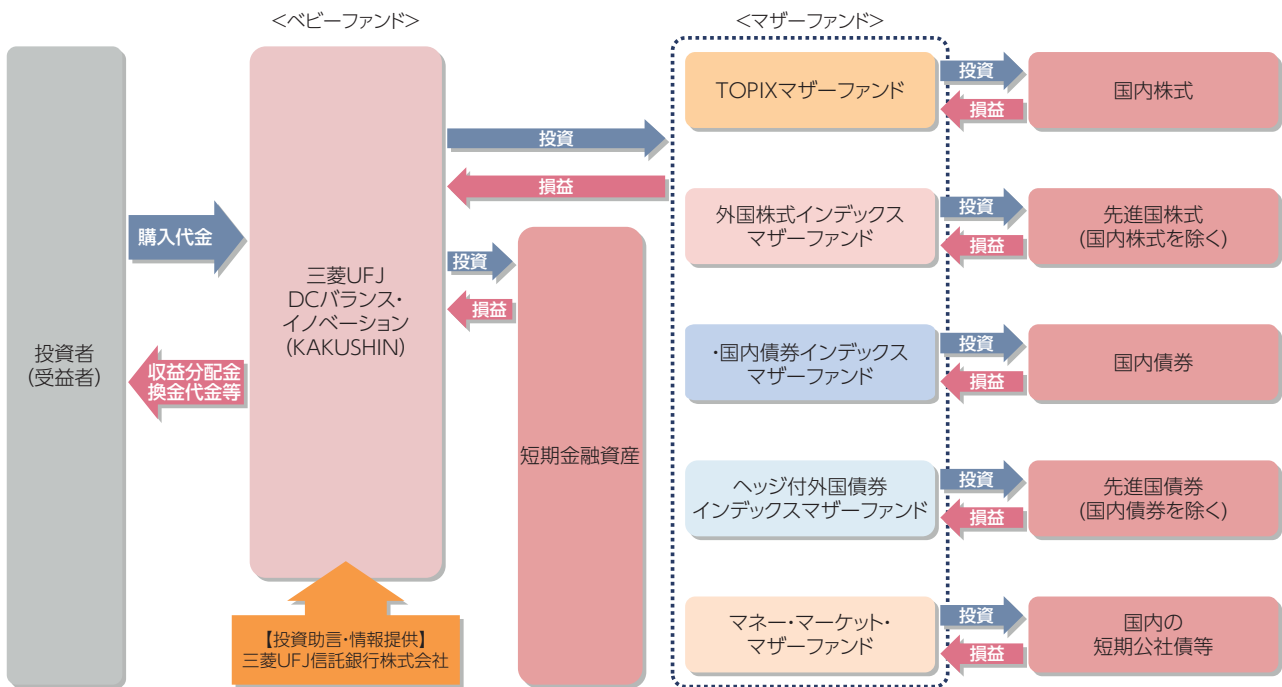 <ベビーファンド>
<マザーファンド>
投資者
(受益者)
購入代金
収益分配金
換金代金等
三菱UFJ
DCバランス・
イノベーション
(KAKUSHIN)
【投資助言・情報提供】
三菱UFJ信託銀行株式会社
投資
損益
投資
損益
短期金融資産
TOPIXマザーファンド
投資
損益
国内株式
外国株式インデックス
マザーファンド
投資
損益
先進国株式
(国内株式を除く)
・国内債券インデックス
マザーファンド
投資
損益
国内債券
ヘッジ付外国債券
インデックスマザーファンド
投資
損益
先進国債券
(国内債券を除く)
マネー・マーケット・
マザーファンド
投資
損益
国内の
短期公社債等